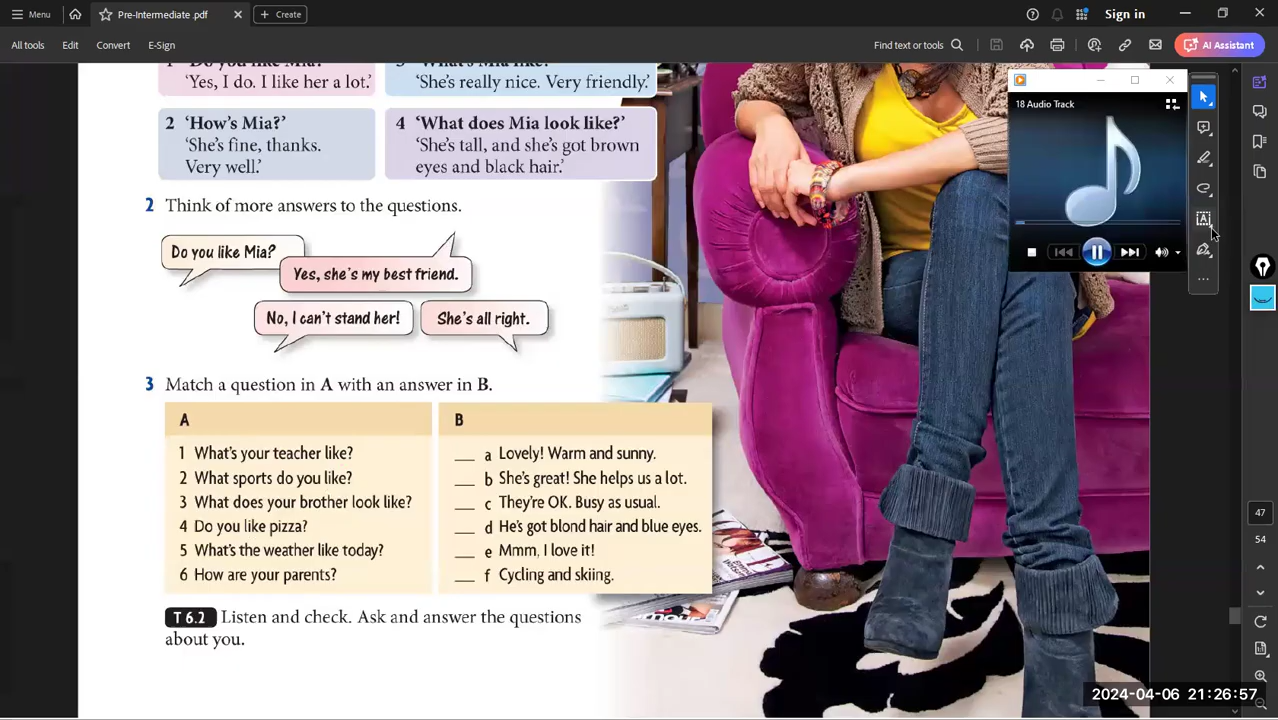 Menu
Pre-Intermediate .pdf
Create
Sign in
All tools Edit Convert E-Sign
Find text or tools
AI Assistant
'Yes, I do. I like her a lot.'
'She's really nice. Very friendly.'
2 'How's Mia?'
'She's fine, thanks.
Very well.'
4 'What does Mia look like?'
'She's tall, and she's got brown
eyes and black hair.'
18 Audio Track
2 Think of more answers to the questions.
Do you like Mia?
Yes, she's my best friend.
No, I can't stand her!
She's all right.
3 Match a question in A with an answer in B.
A
1 What's your teacher like?
2 What sports do you like?
3 What does your brother look like?
4 Do you like pizza?
5 What's the weather like today?
6 How are your parents?
B
___ a Lovely! Warm and sunny.
___ b She's great! She helps us a lot.
___ c They're OK. Busy as usual.
___ d He's got blond hair and blue eyes.
___ e Mmm, I love it!
___ f Cycling and skiing.
T 6.2 Listen and check. Ask and answer the questions
about you.
47
54
2024-04-06 21:26:57